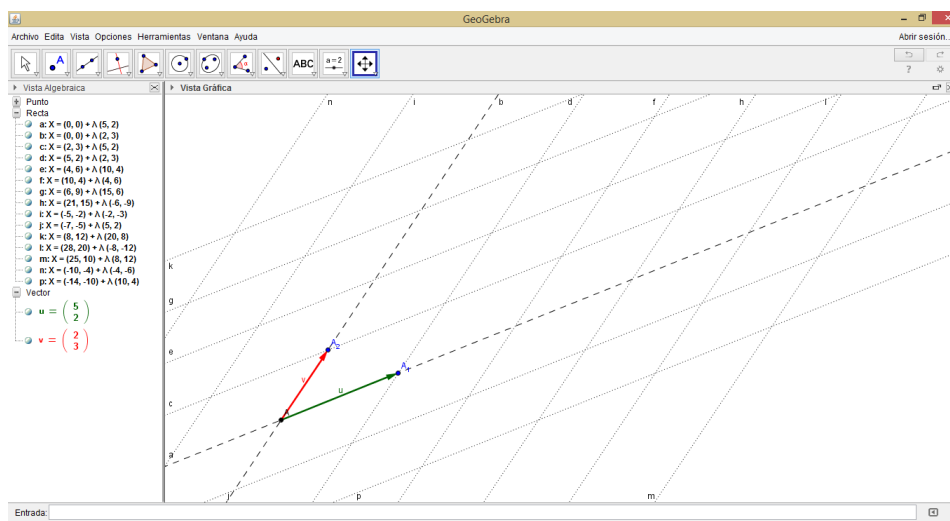 GeoGebra
Archivo Edita Vista Opciones Herramientas Ventana Ayuda
Abrir sesión...
A
α
ABC
a = 2
?
Vista Algebraica
Vista Gráfica
Punto
Recta
a: X = (0, 0) + λ (5, 2)
b: X = (0, 0) + λ (2, 3)
c: X = (2, 3) + λ (5, 2)
d: X = (5, 2) + λ (2, 3)
e: X = (4, 6) + λ (10, 4)
f: X = (10, 4) + λ (4, 6)
g: X = (6, 9) + λ (15, 6)
h: X = (21, 15) + λ (-6, -9)
i: X = (-5, -2) + λ (-2, -3)
j: X = (-7, -5) + λ (5, 2)
k: X = (8, 12) + λ (20, 8)
l: X = (28, 20) + λ (-8, -12)
m: X = (25, 10) + λ (8, 12)
n: X = (-10, -4) + λ (-4, -6)
p: X = (-14, -10) + λ (10, 4)
Vector
u = (5 2)
v = (2 3)
n i b d f h l
k
g
e
c
a
A₂
A₁
v
u
A
j p m
Entrada: